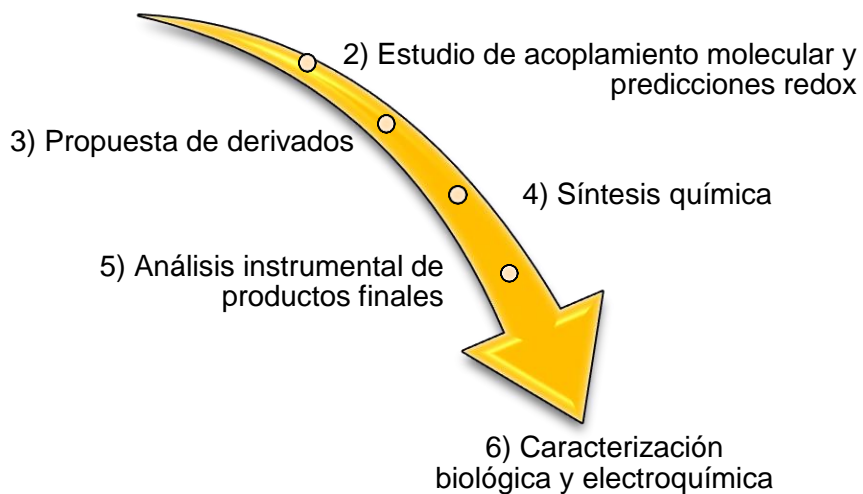 2) Estudio de acoplamiento molecular y
predicciones redox
3) Propuesta de derivados
4) Síntesis química
5) Análisis instrumental de
productos finales
6) Caracterización
biológica y electroquímica